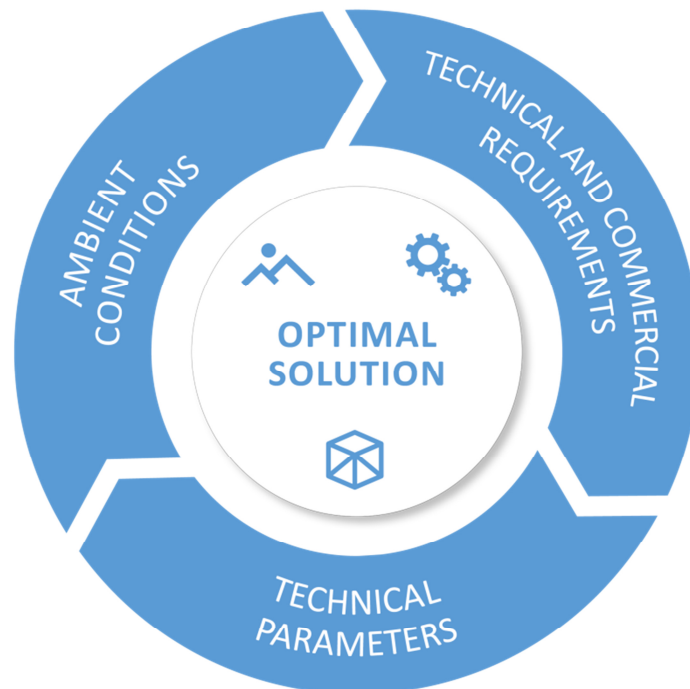 TECHNICAL AND COMMERCIAL
REQUIREMENTS
AMBIENT
CONDITIONS
OPTIMAL
SOLUTION
TECHNICAL
PARAMETERS